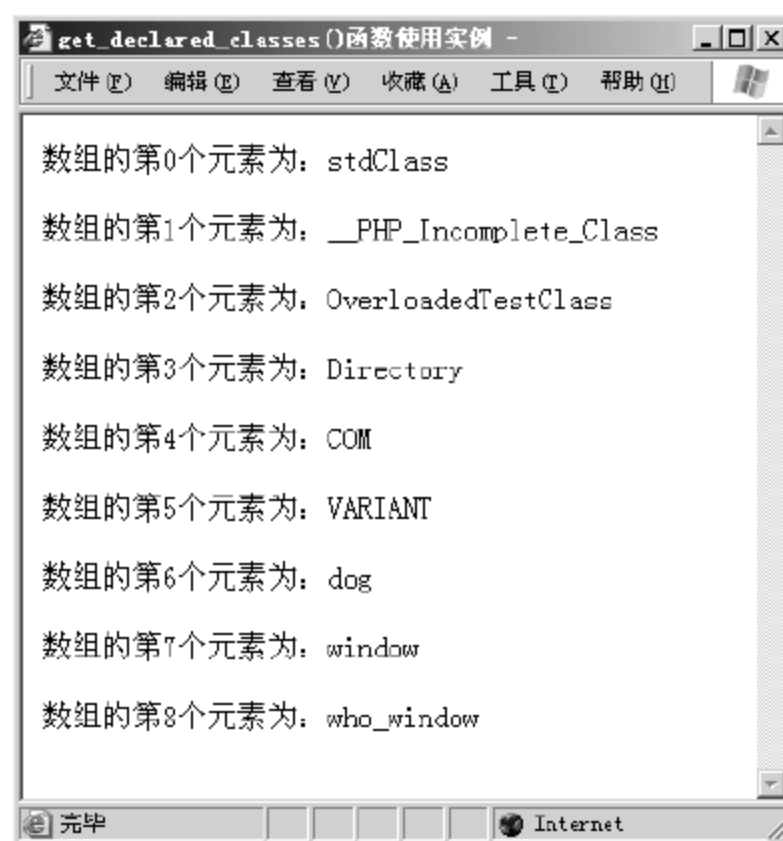 get_declared_classes()函数使用实例 -
文件(F) 编辑(E) 查看(V) 收藏(A) 工具(T) 帮助(H)
数组的第0个元素为：stdClass
数组的第1个元素为：__PHP_Incomplete_Class
数组的第2个元素为：OverloadedTestClass
数组的第3个元素为：Directory
数组的第4个元素为：COM
数组的第5个元素为：VARIANT
数组的第6个元素为：dog
数组的第7个元素为：window
数组的第8个元素为：who_window
完毕 Internet